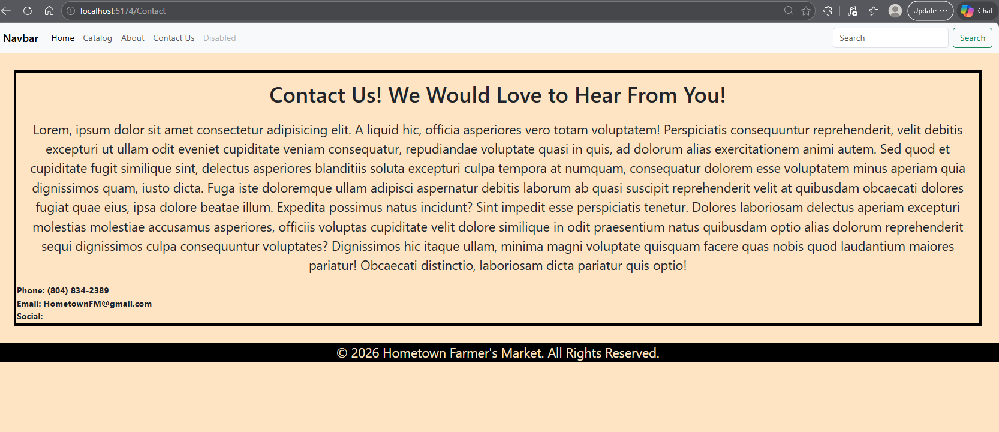 localhost:5174/Contact
Update
Chat
Navbar Home Catalog About Contact Us Disabled
Search
Search
Contact Us! We Would Love to Hear From You!
Lorem, ipsum dolor sit amet consectetur adipisicing elit. A liquid hic, officia asperiores vero totam voluptatem! Perspiciatis consequuntur reprehenderit, velit debitis
excepturi ut ullam odit eveniet cupiditate veniam consequatur, repudiandae voluptate quasi in quis, ad dolorum alias exercitationem animi autem. Sed quod et
cupiditate fugit similique sint, delectus asperiores blanditiis soluta excepturi culpa tempora at numquam, consequatur dolorem esse voluptatem minus aperiam quia
dignissimos quam, iusto dicta. Fuga iste doloremque ullam adipisci aspernatur debitis laborum ab quasi suscipit reprehenderit velit at quibusdam obcaecati dolores
fugiat quae eius, ipsa dolore beatae illum. Expedita possimus natus incidunt? Sint impedit esse perspiciatis tenetur. Dolores laboriosam delectus aperiam excepturi
molestias molestiae accusamus asperiores, officiis voluptas cupiditate velit dolore similique in odit praesentium natus quibusdam optio alias dolorum reprehenderit
sequi dignissimos culpa consequuntur voluptates? Dignissimos hic itaque ullam, minima magni voluptate quisquam facere quas nobis quod laudantium maiores
pariatur! Obcaecati distinctio, laboriosam dicta pariatur quis optio!
Phone: (804) 834-2389
Email: HometownFM@gmail.com
Social:
© 2026 Hometown Farmer's Market. All Rights Reserved.